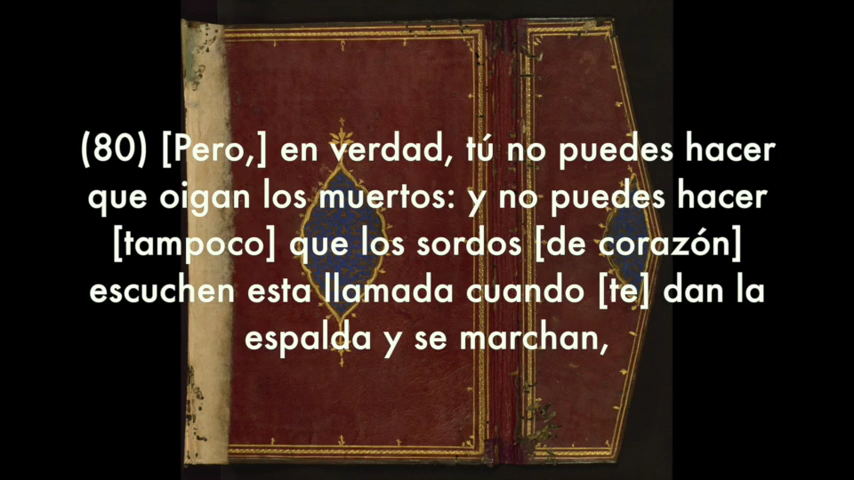 (80) [Pero,] en verdad, tú no puedes hacer
que oigan los muertos: y no puedes hacer
[tampoco] que los sordos [de corazón]
escuchen esta llamada cuando [te] dan la
espalda y se marchan,